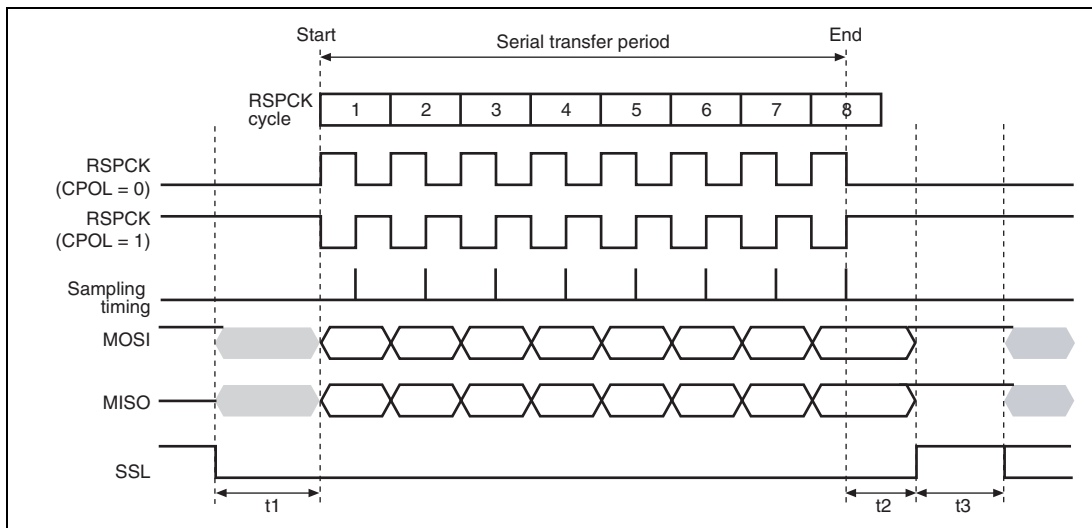 Start
Serial transfer period
End
RSPCK
cycle
1 2 3 4 5 6 7 8
RSPCK
(CPOL = 0)
RSPCK
(CPOL = 1)
Sampling
timing
MOSI
MISO
SSL
t1
t2
t3